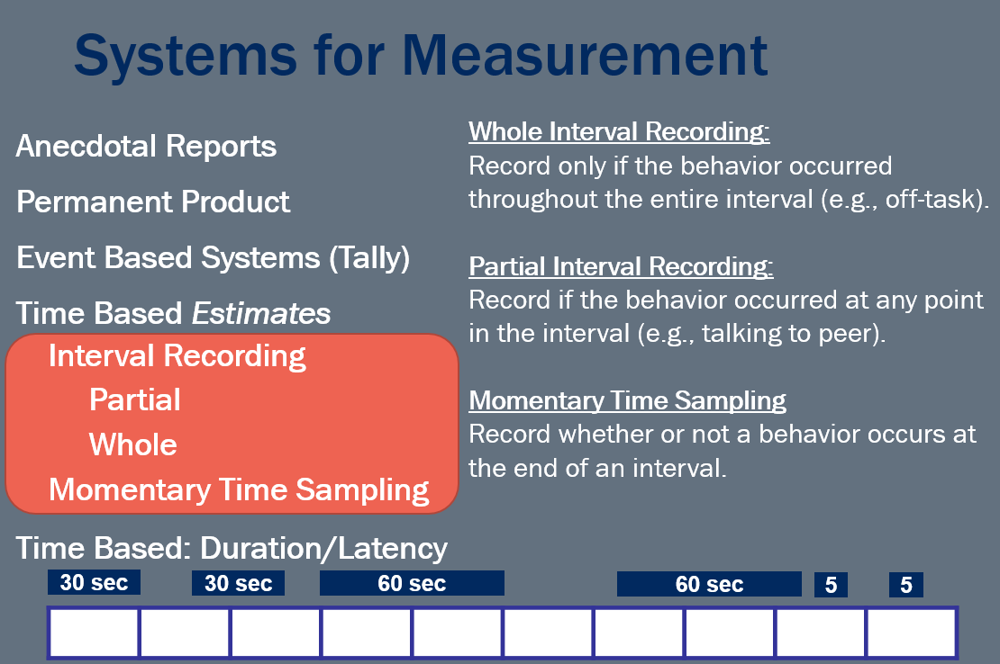 Systems for Measurement
Anecdotal Reports
Permanent Product
Event Based Systems (Tally)
Time Based Estimates
Interval Recording
Partial
Whole
Momentary Time Sampling
Time Based: Duration/Latency
Whole Interval Recording:
Record only if the behavior occurred
throughout the entire interval (e.g., off-task).
Partial Interval Recording:
Record if the behavior occurred at any point
in the interval (e.g., talking to peer).
Momentary Time Sampling
Record whether or not a behavior occurs at
the end of an interval.
30 sec 30 sec 60 sec 60 sec 5 5